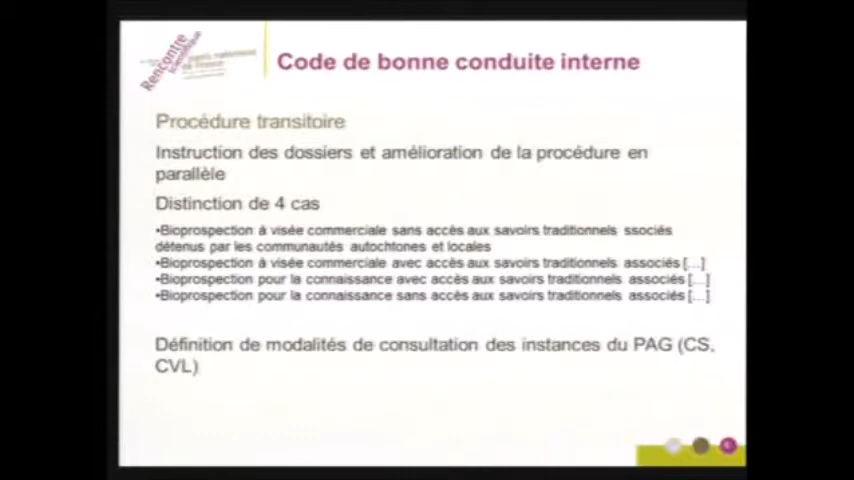 Rencontre
scientifique
Code de bonne conduite interne
Procédure transitoire
Instruction des dossiers et amélioration de la procédure en
parallèle
Distinction de 4 cas
•Bioprospection à visée commerciale sans accès aux savoirs traditionnels ssociés
détenus par les communautés autochtones et locales
•Bioprospection à visée commerciale avec accès aux savoirs traditionnels associés [...]
•Bioprospection pour la connaissance avec accès aux savoirs traditionnels associés [...]
•Bioprospection pour la connaissance sans accès aux savoirs traditionnels associés [...]
Définition de modalités de consultation des instances du PAG (CS,
CVL)